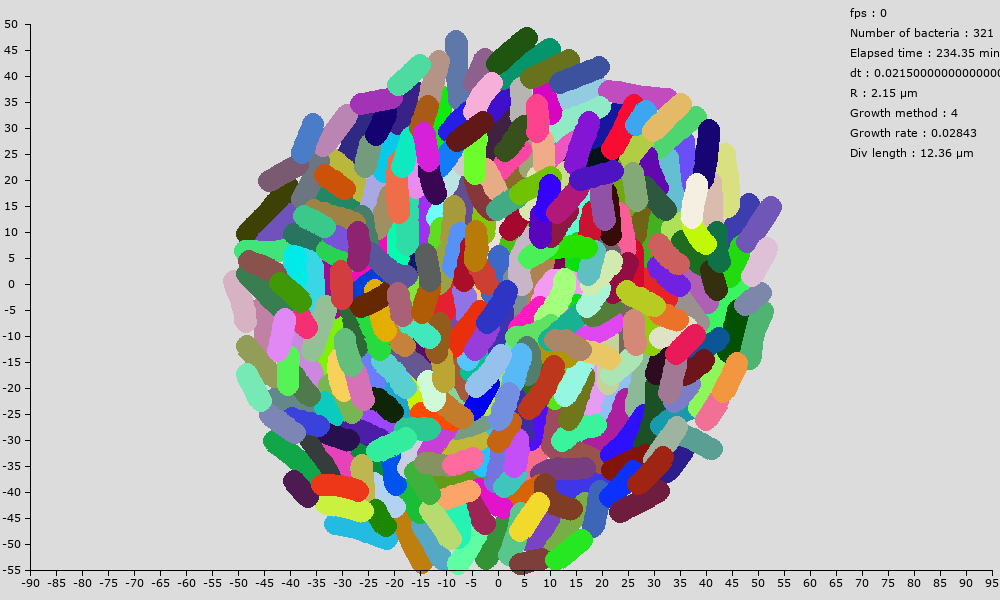 fps : 0
Number of bacteria : 321
Elapsed time : 234.35 min
dt : 0.0215000000000000
R : 2.15 µm
Growth method : 4
Growth rate : 0.02843
Div length : 12.36 µm
50
45
40
35
30
25
20
15
10
5
0
-5
-10
-15
-20
-25
-30
-35
-40
-45
-50
-55
-90 -85 -80 -75 -70 -65 -60 -55 -50 -45 -40 -35 -30 -25 -20 -15 -10 -5 0 5 10 15 20 25 30 35 40 45 50 55 60 65 70 75 80 85 90 95